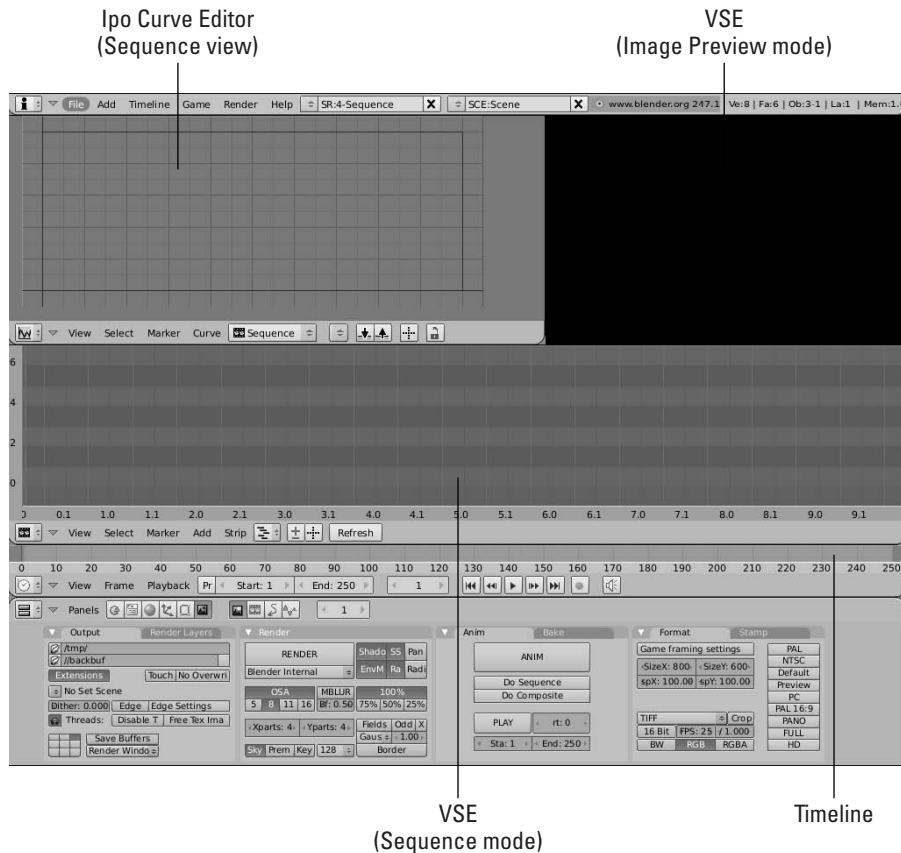 Ipo Curve Editor
(Sequence view)
VSE
(Image Preview mode)
File Add Timeline Game Render Help SR:4-Sequence X SCE:Scene X www.blender.org 247.1 Ve:8 | Fa:6 | Ob:3-1 | La:1 | Mem:1.
View Select Marker Curve Sequence
6
4
2
0
0.1 1.0 1.1 2.0 2.1 3.0 3.1 4.0 4.1 5.0 5.1 6.0 6.1 7.0 7.1 8.0 8.1 9.0 9.1
View Select Marker Add Strip Refresh
0 10 20 30 40 50 60 70 80 90 100 110 120 130 140 150 160 170 180 190 200 210 220 230 240 250
View Frame Playback Pr Start: 1 End: 250 1
Panels 1
Output Render Layers
/tmp/
//backbuf
Extensions Touch No Overwri
No Set Scene
Dither: 0.000 Edge Edge Settings
Threads: Disable T Free Tex Ima
Save Buffers
Render Windo
Render
RENDER Shado SS Pan
Blender Internal EnvM Ra Radi
OSA MBLUR 100%
5 8 11 16 Bf: 0.50 75% 50% 25%
Xparts: 4 Yparts: 4 Fields Odd X
Gaus 1.00
Sky Prem Key 128 Border
Anim Bake
ANIM
Do Sequence
Do Composite
PLAY rt: 0
Sta: 1 End: 250
Format Stamp
Game framing settings PAL
NTSC
SizeX: 800 SizeY: 600 Default
spX: 100.00 spY: 100.00 Preview
PC
PAL 16:9
TIFF Crop PANO
16 Bit FPS: 25 / 1.000 FULL
BW RGB RGBA HD
VSE
(Sequence mode)
Timeline